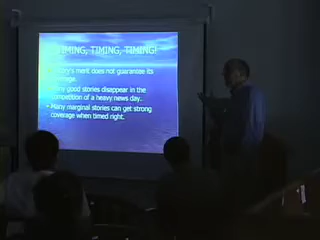 TIMING, TIMING, TIMING!
story's merit does not guarantee its
good stories disappear in the
competition of a heavy news day.
Many marginal stories can get strong
coverage when timed right.